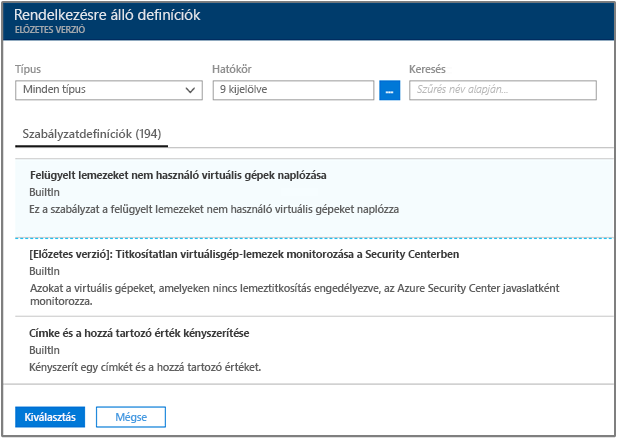 Rendelkezésre álló definíciók
ELŐZETES VERZIÓ
Típus
Hatókör
Keresés
Minden típus
9 kijelölve
...
Szűrés név alapján...
Szabályzatdefiníciók (194)
Felügyelt lemezeket nem használó virtuális gépek naplózása
BuiltIn
Ez a szabályzat a felügyelt lemezeket nem használó virtuális gépeket naplózza
[Előzetes verzió]: Titkosítatlan virtuálisgép-lemezek monitorozása a Security Centerben
BuiltIn
Azokat a virtuális gépeket, amelyeken nincs lemeztitkosítás engedélyezve, az Azure Security Center javaslatként
monitorozza.
Címke és a hozzá tartozó érték kényszerítése
BuiltIn
Kényszerít egy címkét és a hozzá tartozó értéket.
Kiválasztás
Mégse